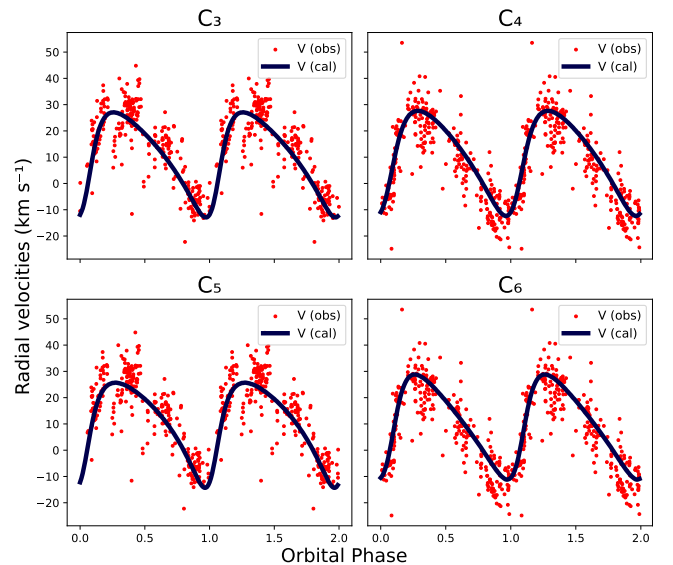 C₃
C₄
V (obs)
V (cal)
V (obs)
V (cal)
50
40
30
20
10
0
−10
−20
C₅
C₆
V (obs)
V (cal)
V (obs)
V (cal)
50
40
30
20
10
0
−10
−20
0.0 0.5 1.0 1.5 2.0
0.0 0.5 1.0 1.5 2.0
Radial velocities (km s⁻¹)
Orbital Phase